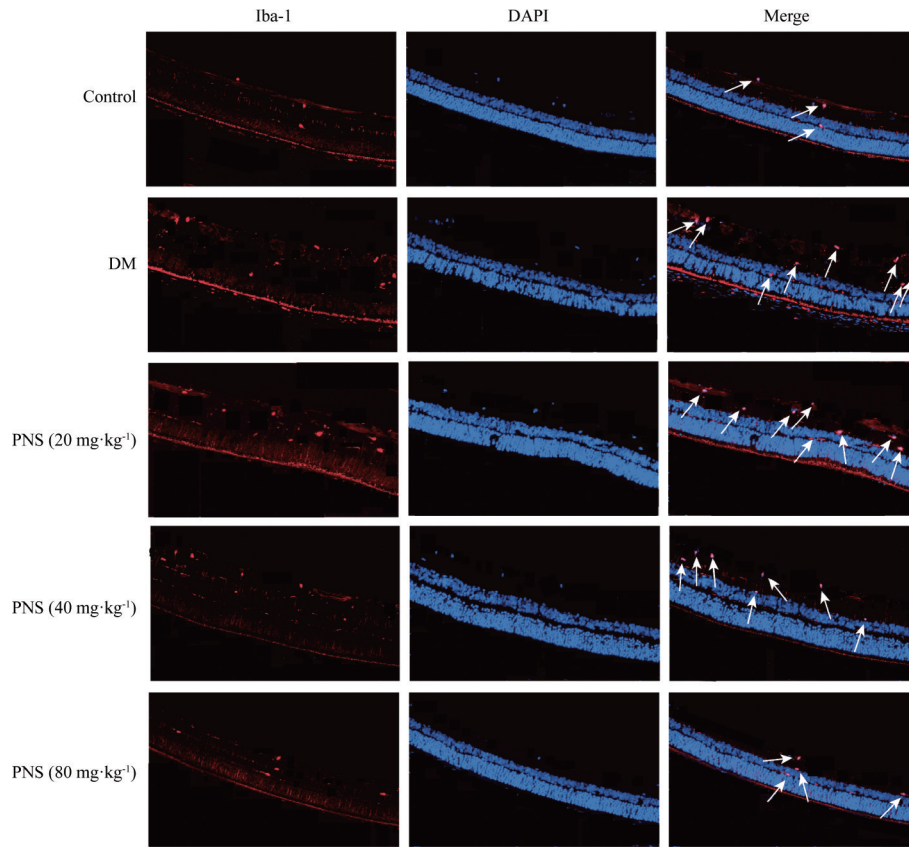 Iba-1 DAPI Merge
Control
DM
PNS (20 mg·kg⁻¹)
PNS (40 mg·kg⁻¹)
PNS (80 mg·kg⁻¹)